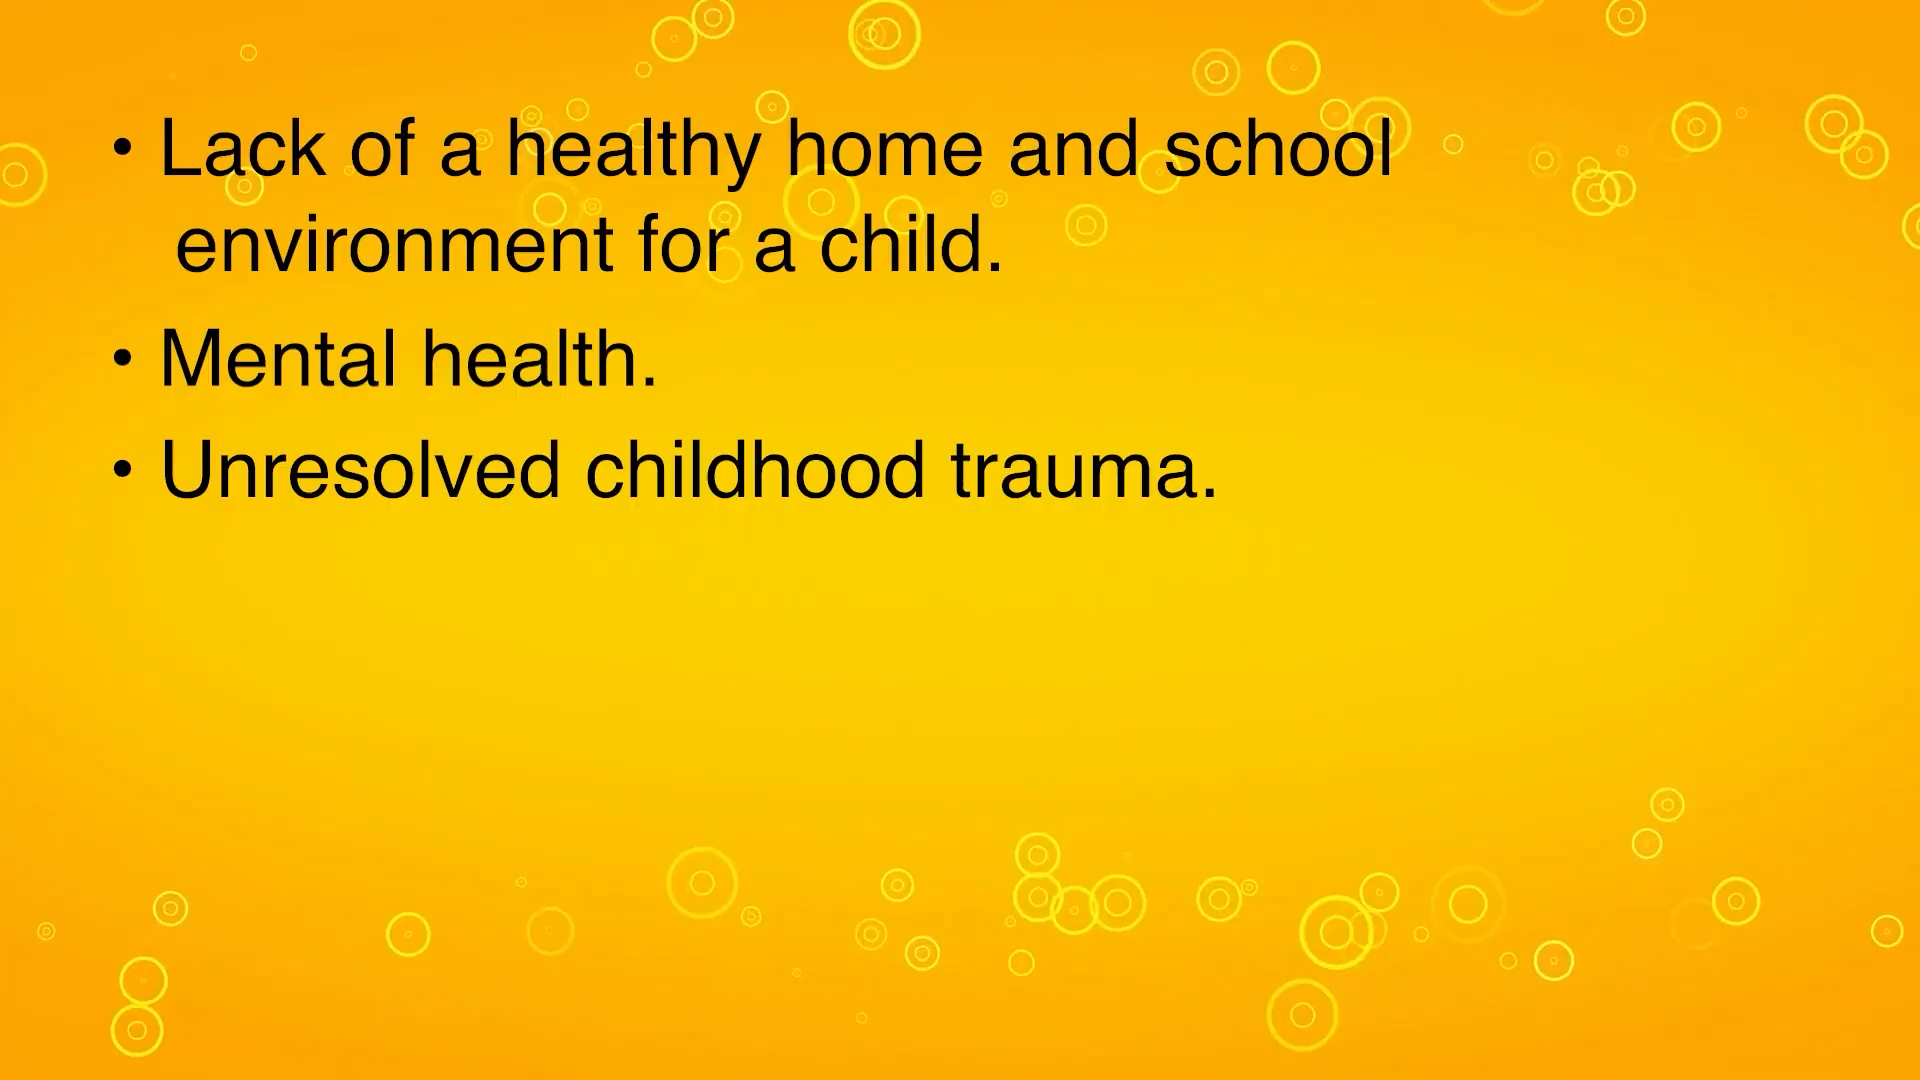 • Lack of a healthy home and school
environment for a child.
• Mental health.
• Unresolved childhood trauma.